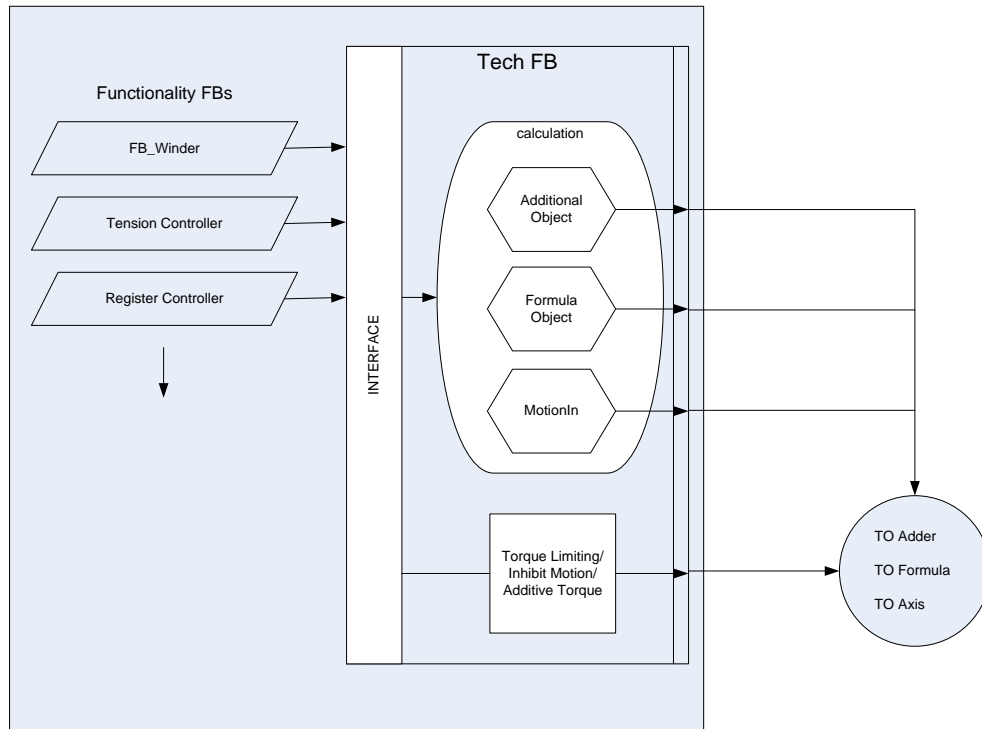 Tech FB
Functionality FBs
FB_Winder
Tension Controller
Register Controller
INTERFACE
calculation
Additional
Object
Formula
Object
MotionIn
Torque Limiting/
Inhibit Motion/
Additive Torque
TO Adder
TO Formula
TO Axis